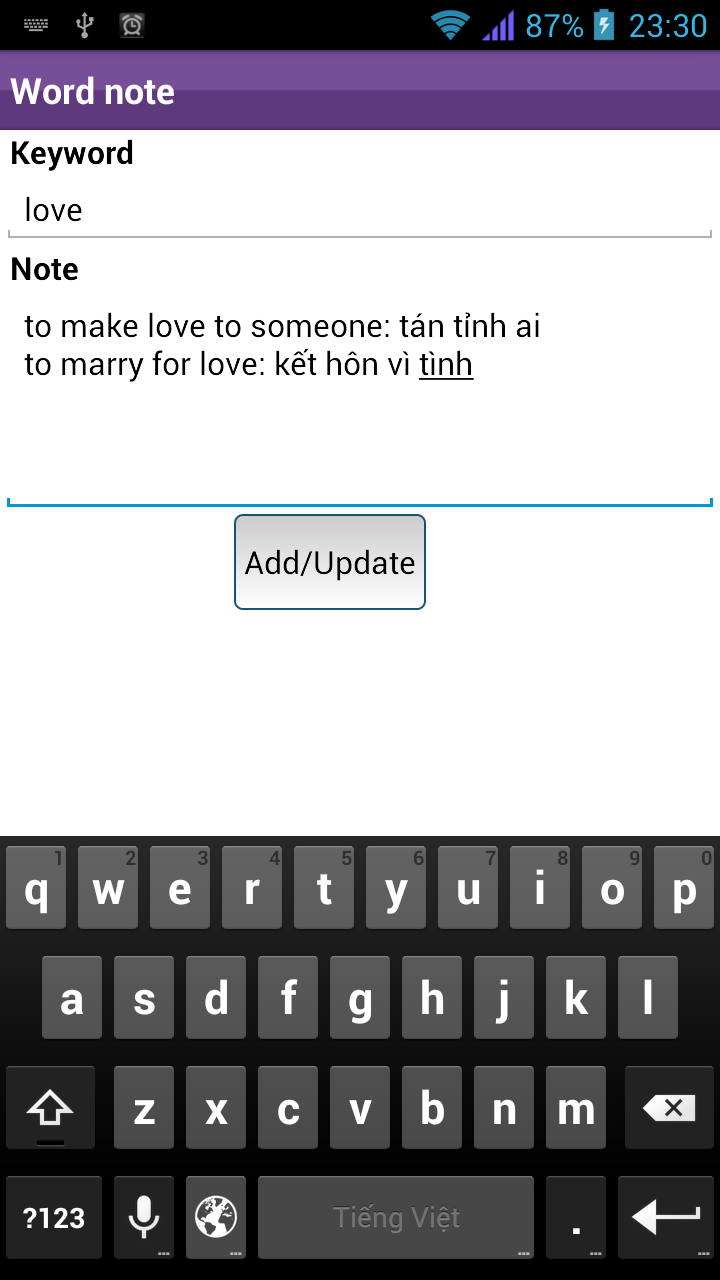 87% 23:30
Word note
Keyword
love
Note
to make love to someone: tán tỉnh ai
to marry for love: kết hôn vì tình
Add/Update
1 2 3 4 5 6 7 8 9 0
q w e r t y u i o p
a s d f g h j k l
z x c v b n m
?123 Tiếng Việt .